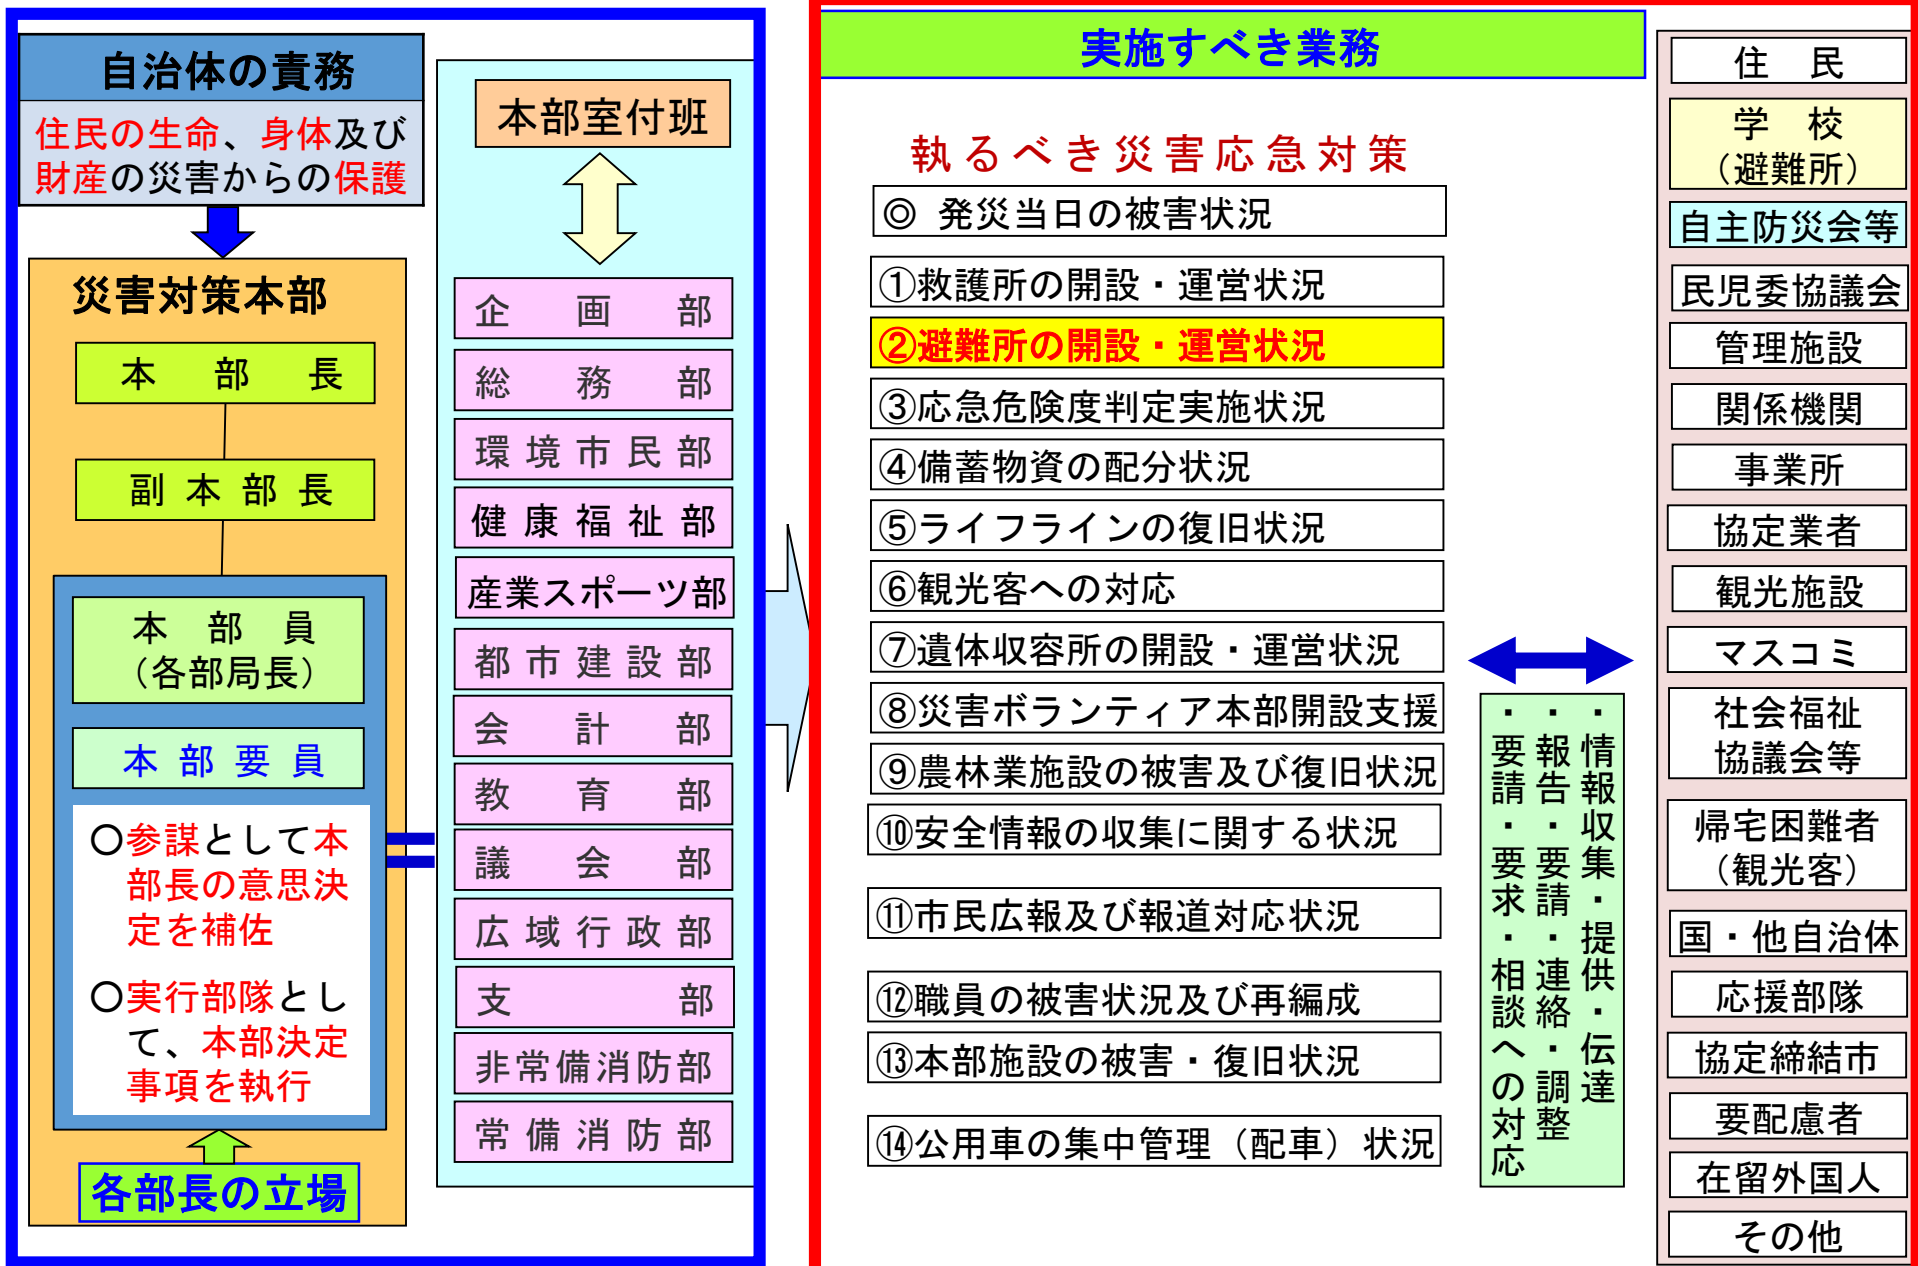 自治体の責務
住民の生命、身体及び
財産の災害からの保護
災害対策本部
本部長
副本部長
本部員
（各部局長）
本部要員
〇参謀として本
部長の意思決
定を補佐
〇実行部隊とし
て、本部決定
事項を執行
各部長の立場
本部室付班
企画部
総務部
環境市民部
健康福祉部
産業スポーツ部
都市建設部
会計部
教育部
議会部
広域行政部
支部
非常備消防部
常備消防部
実施すべき業務
執るべき災害応急対策
◎ 発災当日の被害状況
①救護所の開設・運営状況
②避難所の開設・運営状況
③応急危険度判定実施状況
④備蓄物資の配分状況
⑤ライフラインの復旧状況
⑥観光客への対応
⑦遺体収容所の開設・運営状況
⑧災害ボランティア本部開設支援
⑨農林業施設の被害及び復旧状況
⑩安全情報の収集に関する状況
⑪市民広報及び報道対応状況
⑫職員の被害状況及び再編成
⑬本部施設の被害・復旧状況
⑭公用車の集中管理（配車）状況
・情報収集・提供・伝達
・報告・要請・連絡・調整
・要請・要求・相談への対応
住民
学校
（避難所）
自主防災会等
民児委協議会
管理施設
関係機関
事業所
協定業者
観光施設
マスコミ
社会福祉
協議会等
帰宅困難者
（観光客）
国・他自治体
応援部隊
協定締結市
要配慮者
在留外国人
その他